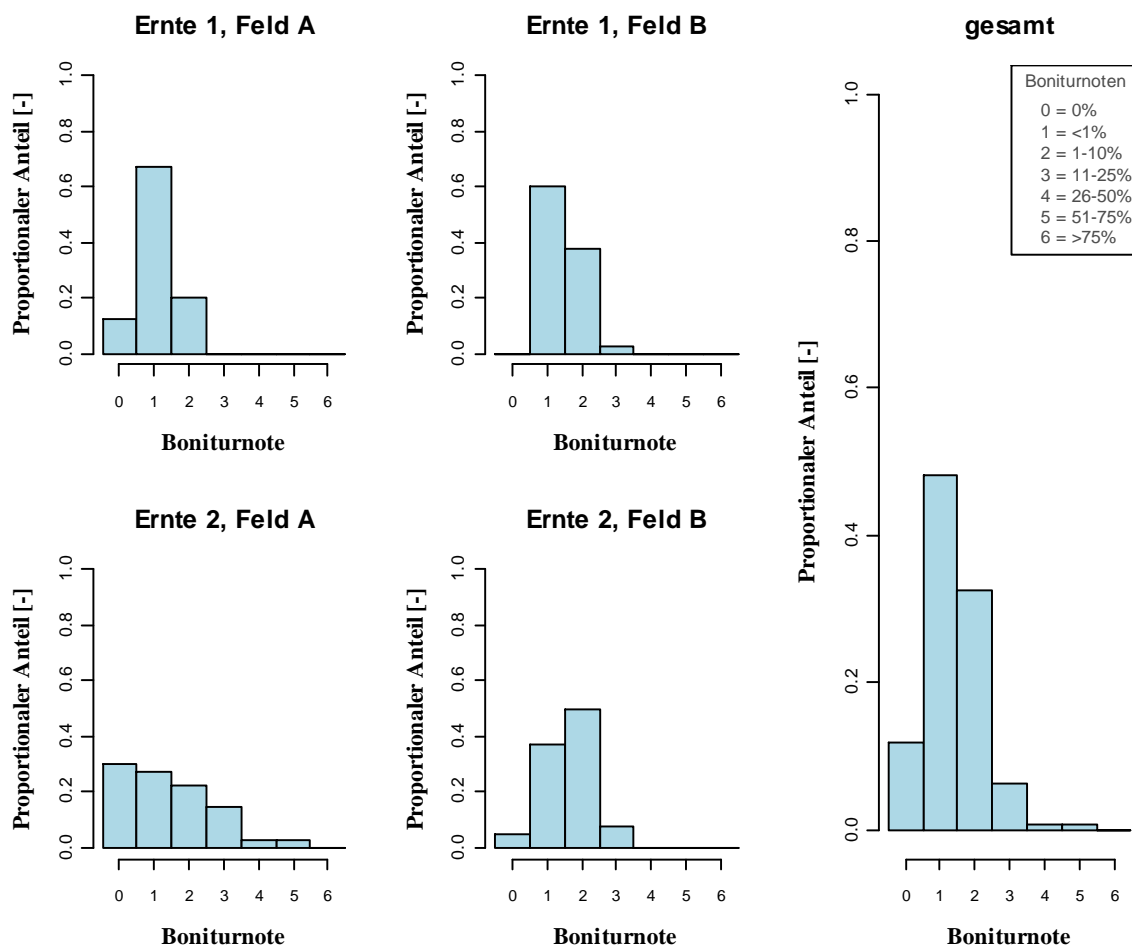 Ernte 1, Feld A
Proportionaler Anteil [-]
1.0
0.8
0.6
0.4
0.2
0.0
0 1 2 3 4 5 6
Boniturnote
Ernte 1, Feld B
Proportionaler Anteil [-]
1.0
0.8
0.6
0.4
0.2
0.0
0 1 2 3 4 5 6
Boniturnote
Ernte 2, Feld A
Proportionaler Anteil [-]
1.0
0.8
0.6
0.4
0.2
0.0
0 1 2 3 4 5 6
Boniturnote
Ernte 2, Feld B
Proportionaler Anteil [-]
1.0
0.8
0.6
0.4
0.2
0.0
0 1 2 3 4 5 6
Boniturnote
gesamt
Boniturnoten
0 = 0%
1 = <1%
2 = 1-10%
3 = 11-25%
4 = 26-50%
5 = 51-75%
6 = >75%
Proportionaler Anteil [-]
1.0
0.8
0.6
0.4
0.2
0.0
0 1 2 3 4 5 6
Boniturnote